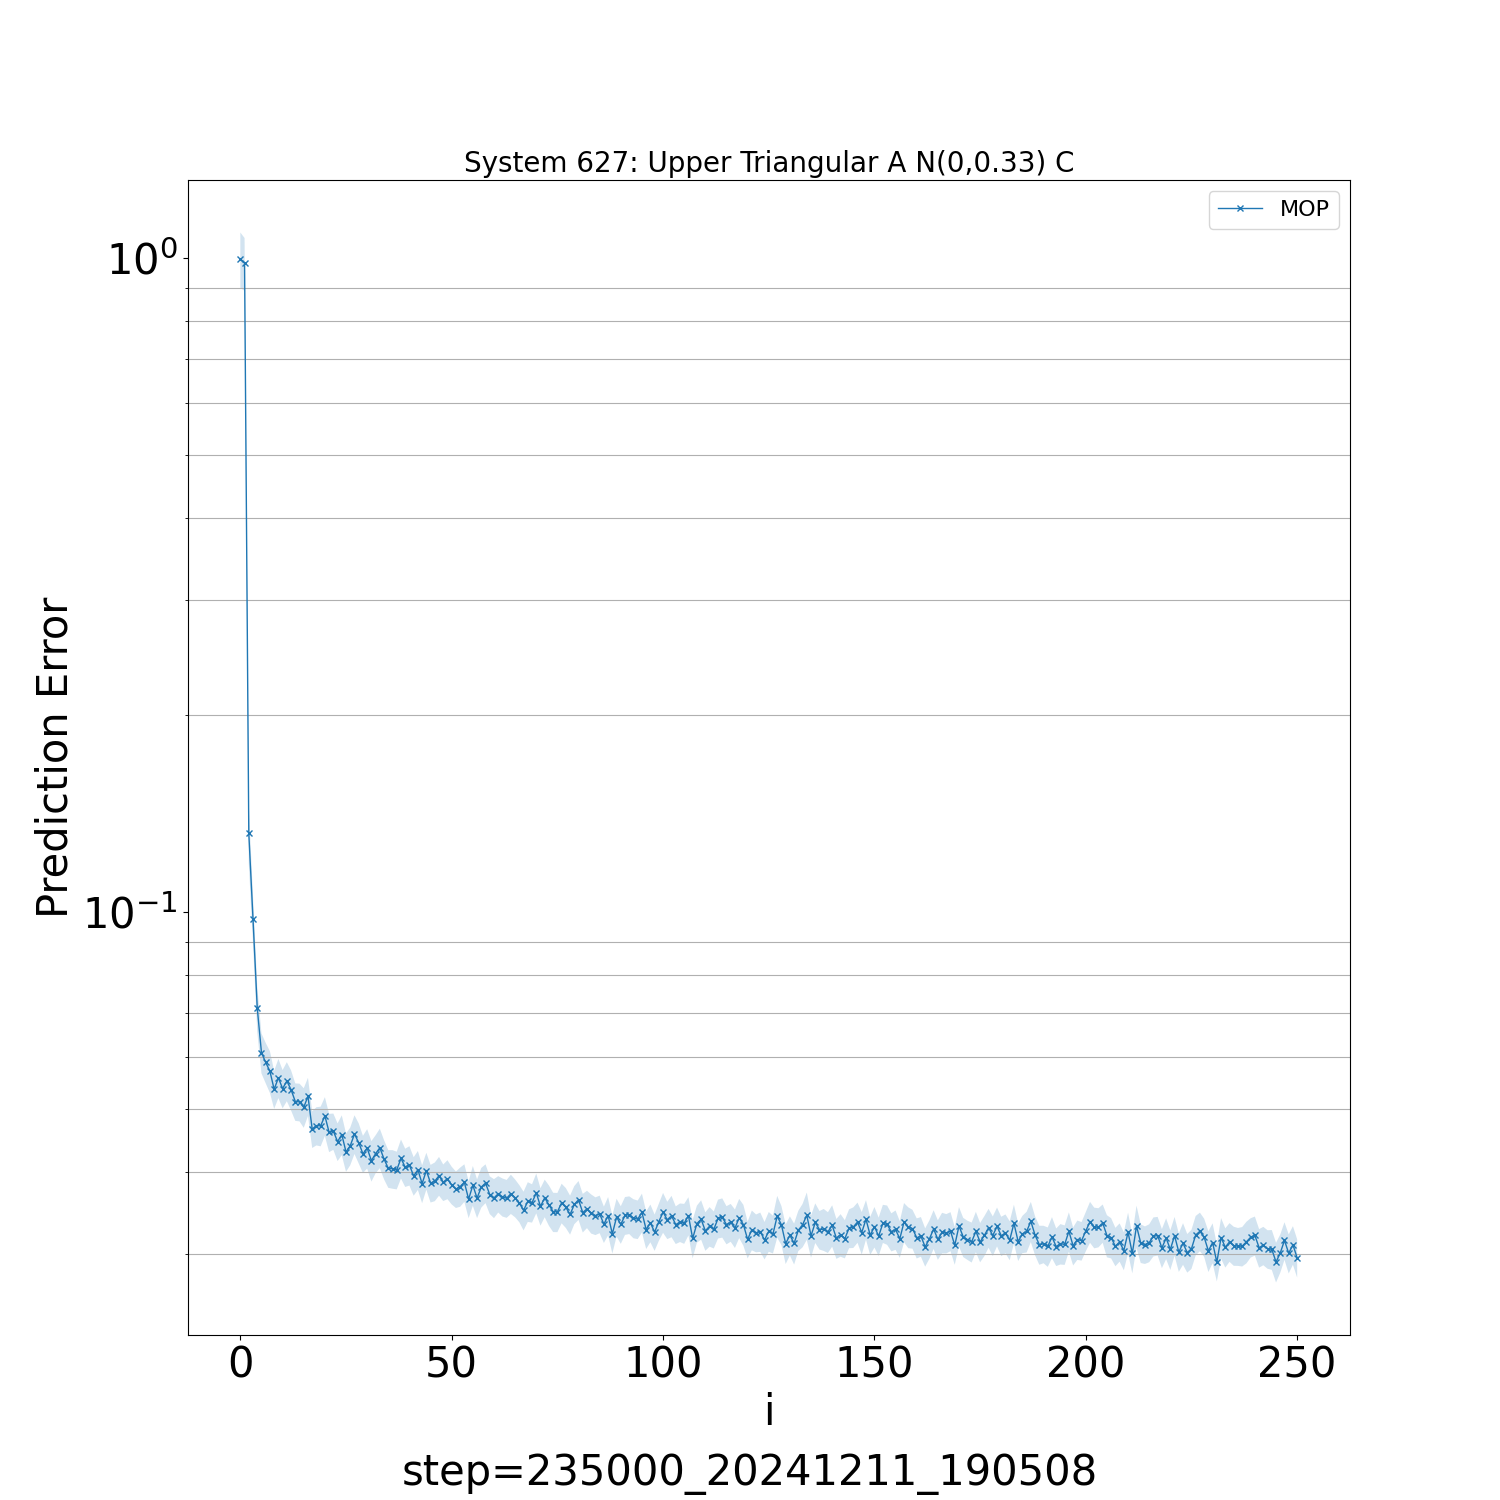 System 627: Upper Triangular A N(0,0.33) C
MOP
10⁰
10⁻¹
Prediction Error
0 50 100 150 200 250
i
step=235000_20241211_190508